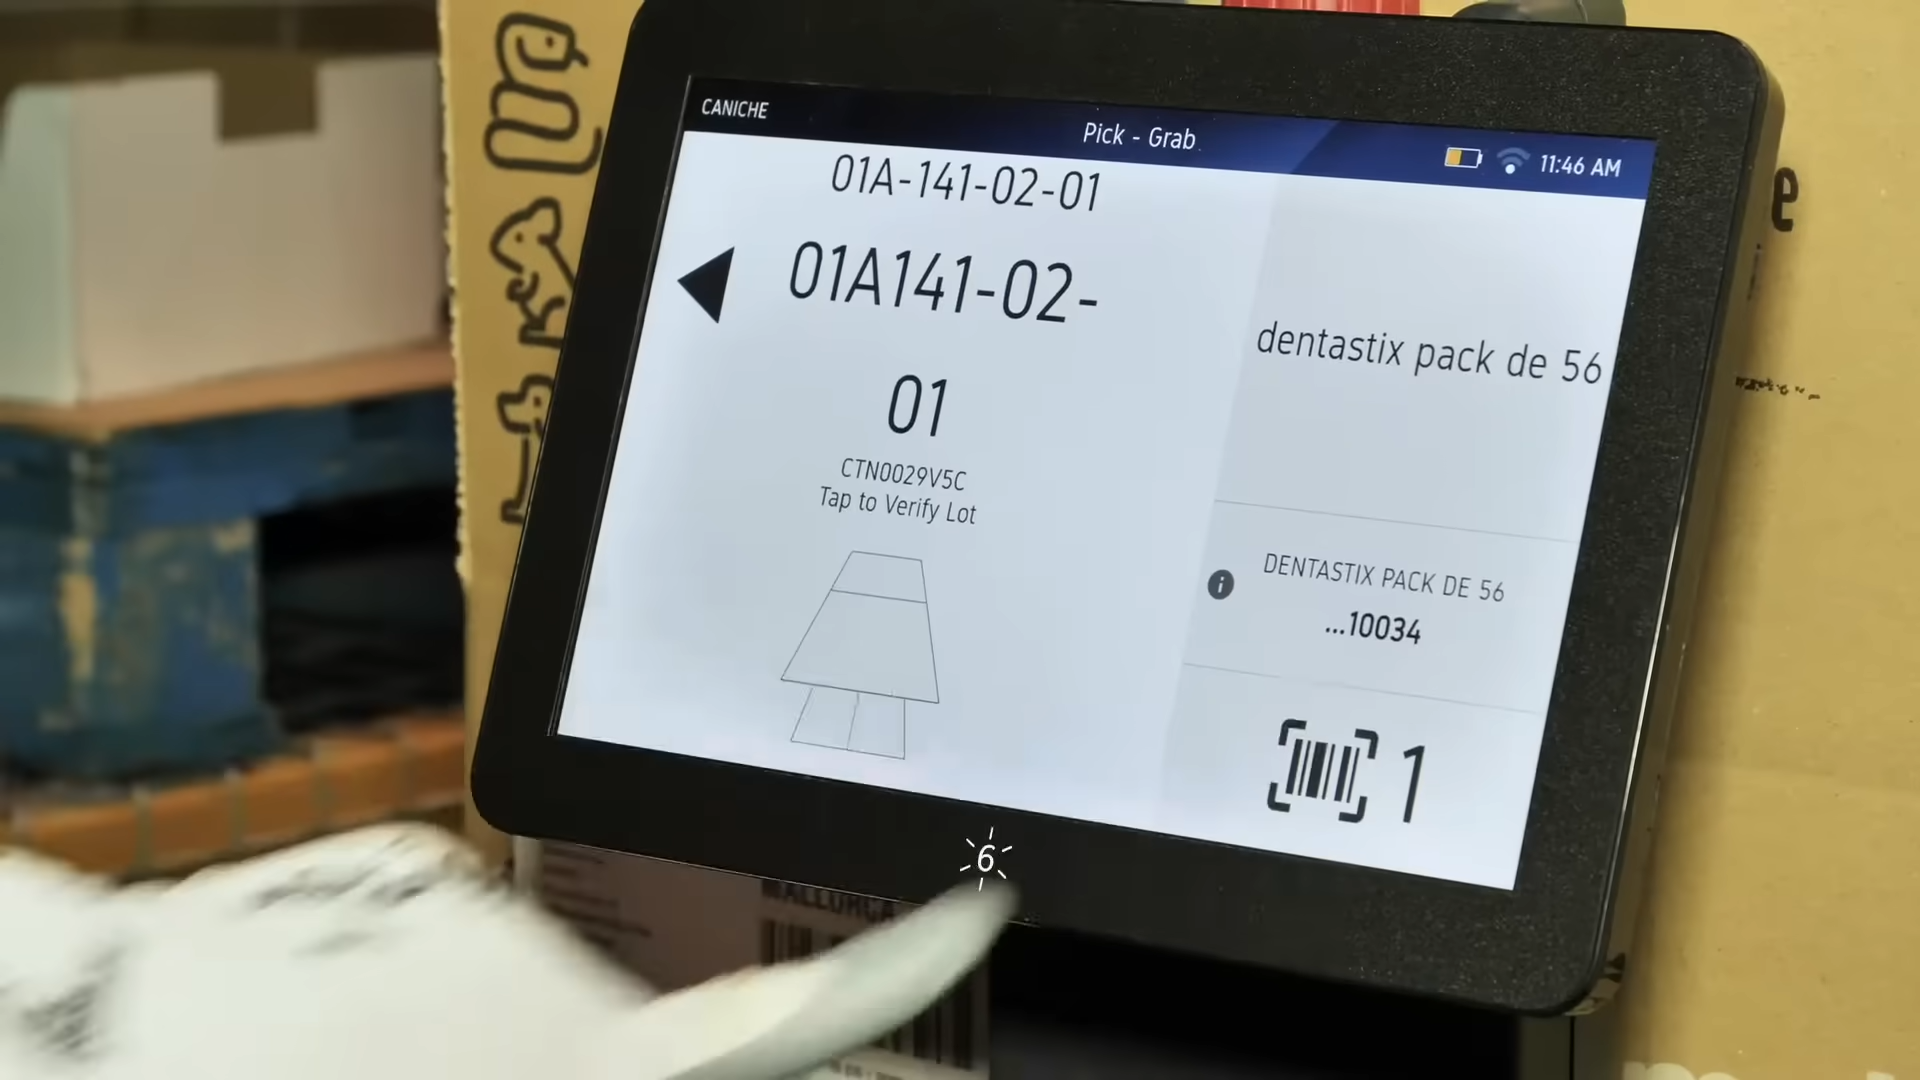 CANICHE
Pick - Grab
11:46 AM
01A-141-02-01
01A141-02-
01
CTN0029V5C
Tap to Verify Lot
dentastix pack de 56
i
DENTASTIX PACK DE 56
...10034
1
6
MALLORCA
e